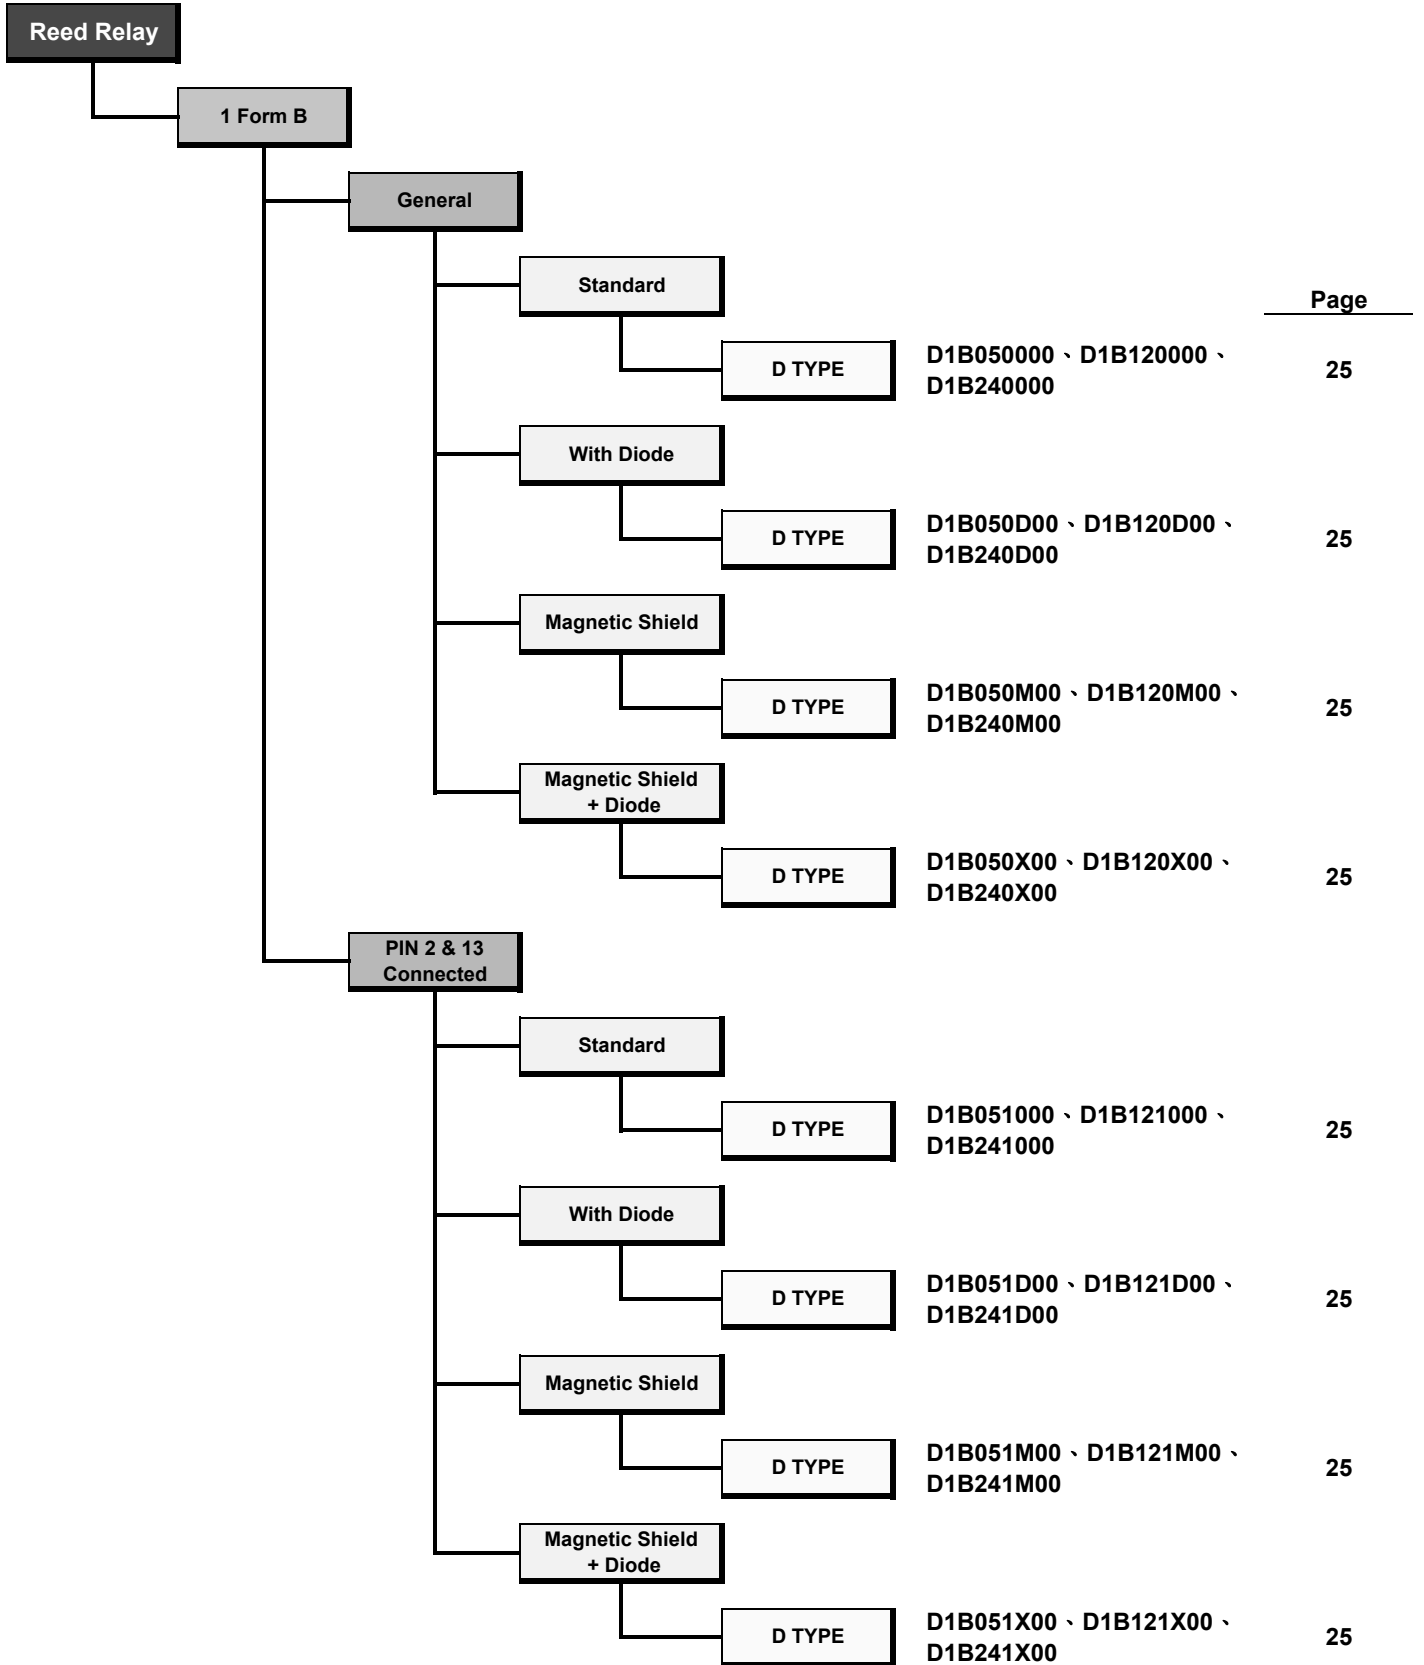 Reed Relay
1 Form B
General
Standard
Page
D TYPE
D1B050000、D1B120000、
D1B240000
25
With Diode
D TYPE
D1B050D00、D1B120D00、
D1B240D00
25
Magnetic Shield
D TYPE
D1B050M00、D1B120M00、
D1B240M00
25
Magnetic Shield
+ Diode
D TYPE
D1B050X00、D1B120X00、
D1B240X00
25
PIN 2 & 13
Connected
Standard
D TYPE
D1B051000、D1B121000、
D1B241000
25
With Diode
D TYPE
D1B051D00、D1B121D00、
D1B241D00
25
Magnetic Shield
D TYPE
D1B051M00、D1B121M00、
D1B241M00
25
Magnetic Shield
+ Diode
D TYPE
D1B051X00、D1B121X00、
D1B241X00
25